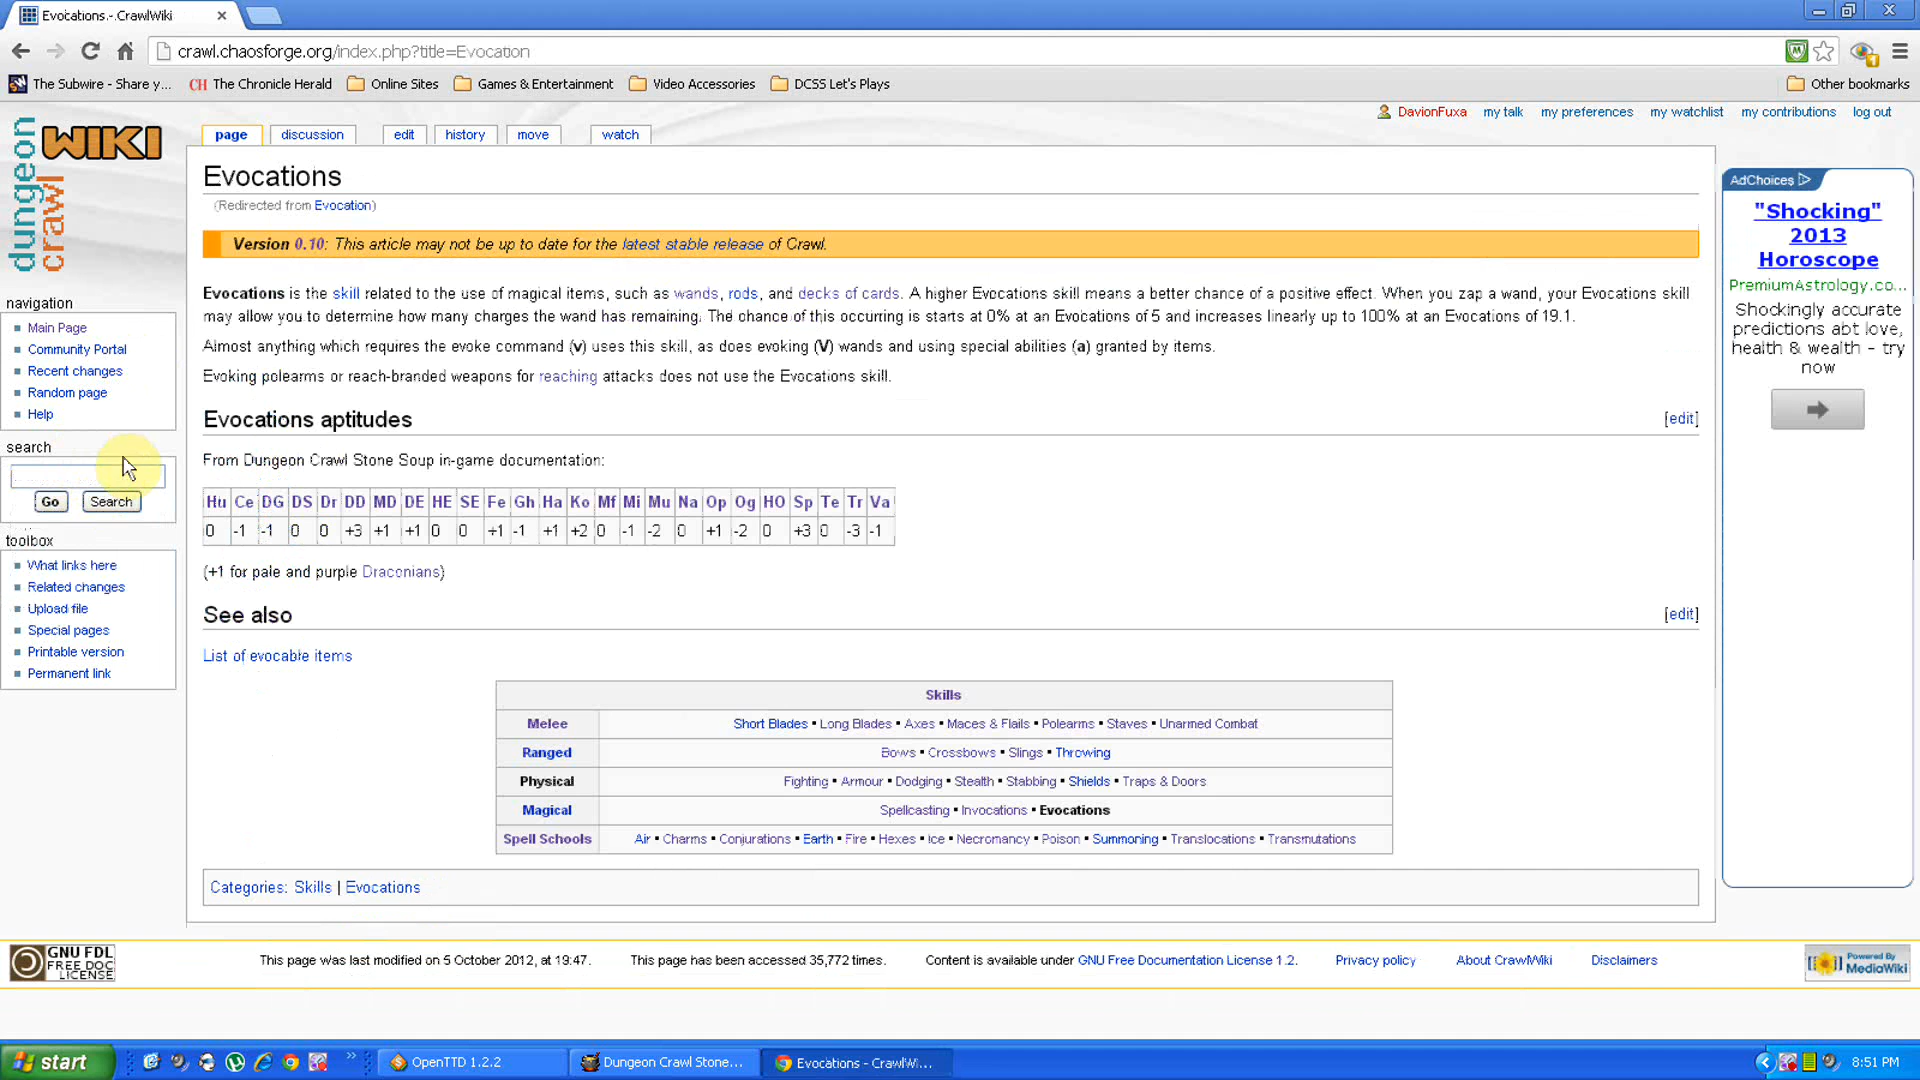 Evocations - CrawlWiki
crawl.chaosforge.org/index.php?title=Evocation
The Subwire - Share y...
CH The Chronicle Herald
Online Sites
Games & Entertainment
Video Accessories
DCSS Let's Plays
Other bookmarks
DavionFuxa my talk my preferences my watchlist my contributions log out
dungeon crawl WIKI
page discussion edit history move watch
Evocations
(Redirected from Evocation)
Version 0.10: This article may not be up to date for the latest stable release of Crawl.
Evocations is the skill related to the use of magical items, such as wands, rods, and decks of cards. A higher Evocations skill means a better chance of a positive effect. When you zap a wand, your Evocations skill
may allow you to determine how many charges the wand has remaining. The chance of this occurring is starts at 0% at an Evocations of 5 and increases linearly up to 100% at an Evocations of 19.1.
Almost anything which requires the evoke command (v) uses this skill, as does evoking (V) wands and using special abilities (a) granted by items.
Evoking polearms or reach-branded weapons for reaching attacks does not use the Evocations skill.
Evocations aptitudes
[edit]
From Dungeon Crawl Stone Soup in-game documentation:
Hu Ce DG DS Dr DD MD DE HE SE Fe Gh Ha Ko Mf Mi Mu Na Op Og HO Sp Te Tr Va
0 -1 -1 0 0 +3 +1 +1 0 0 +1 -1 +1 +2 0 -1 -2 0 +1 -2 0 +3 0 -3 -1
(+1 for pale and purple Draconians)
See also
[edit]
List of evocable items
Skills
Melee Short Blades • Long Blades • Axes • Maces & Flails • Polearms • Staves • Unarmed Combat
Ranged Bows • Crossbows • Slings • Throwing
Physical Fighting • Armour • Dodging • Stealth • Stabbing • Shields • Traps & Doors
Magical Spellcasting • Invocations • Evocations
Spell Schools Air • Charms • Conjurations • Earth • Fire • Hexes • Ice • Necromancy • Poison • Summoning • Translocations • Transmutations
Categories: Skills | Evocations
navigation
Main Page
Community Portal
Recent changes
Random page
Help
search
Go Search
toolbox
What links here
Related changes
Upload file
Special pages
Printable version
Permanent link
AdChoices
"Shocking"
2013
Horoscope
PremiumAstrology.co...
Shockingly accurate
predictions abt love,
health & wealth - try
now
GNU FDL
FREE DOC
LICENSE
This page was last modified on 5 October 2012, at 19:47.
This page has been accessed 35,772 times.
Content is available under GNU Free Documentation License 1.2.
Privacy policy
About CrawlWiki
Disclaimers
Powered By
MediaWiki
start
OpenTTD 1.2.2
Dungeon Crawl Stone...
Evocations - CrawlWi...
8:51 PM